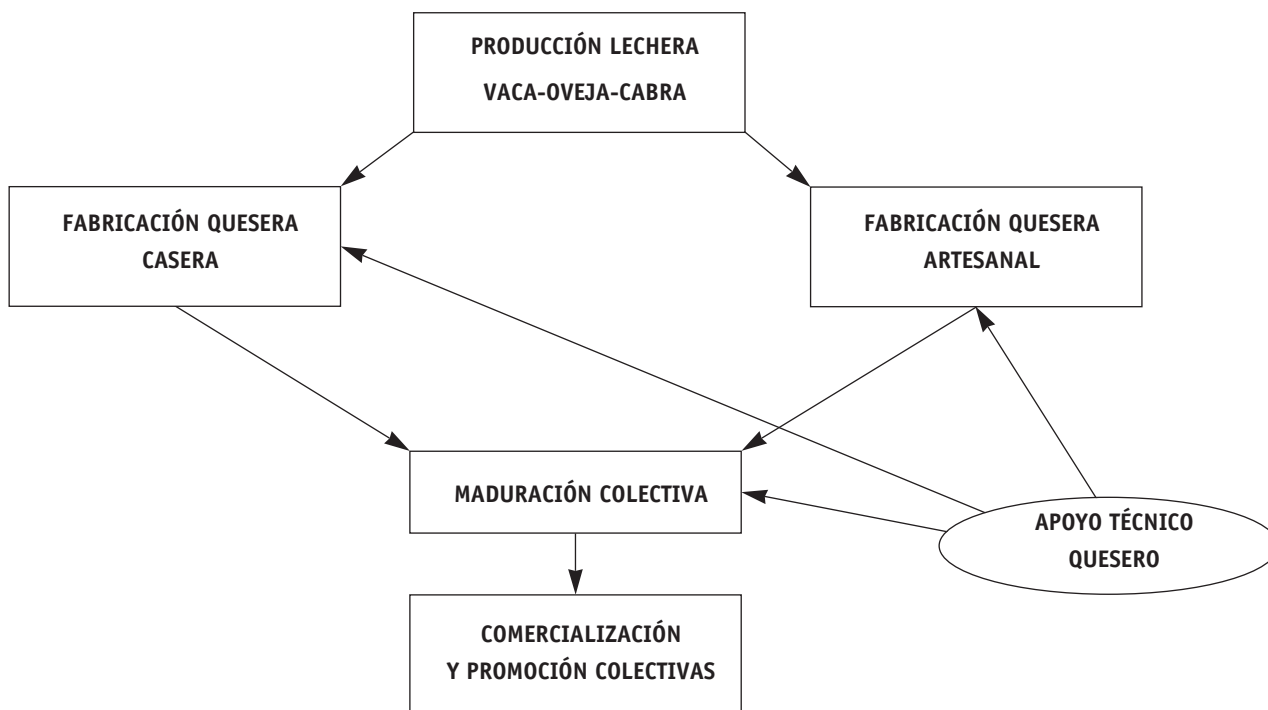 PRODUCCIÓN LECHERA
VACA-OVEJA-CABRA
FABRICACIÓN QUESERA
CASERA
FABRICACIÓN QUESERA
ARTESANAL
MADURACIÓN COLECTIVA
APOYO TÉCNICO
QUESERO
COMERCIALIZACIÓN
Y PROMOCIÓN COLECTIVAS